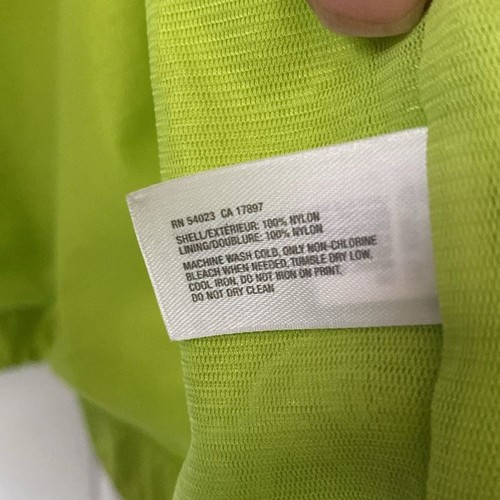 RN 54023 CA 17897
SHELL/EXTÉRIEUR: 100% NYLON
LINING/DOUBLURE: 100% NYLON
MACHINE WASH COLD, ONLY NON-CHLORINE
BLEACH WHEN NEEDED, TUMBLE DRY LOW,
COOL IRON, DO NOT IRON ON PRINT,
DO NOT DRY CLEAN